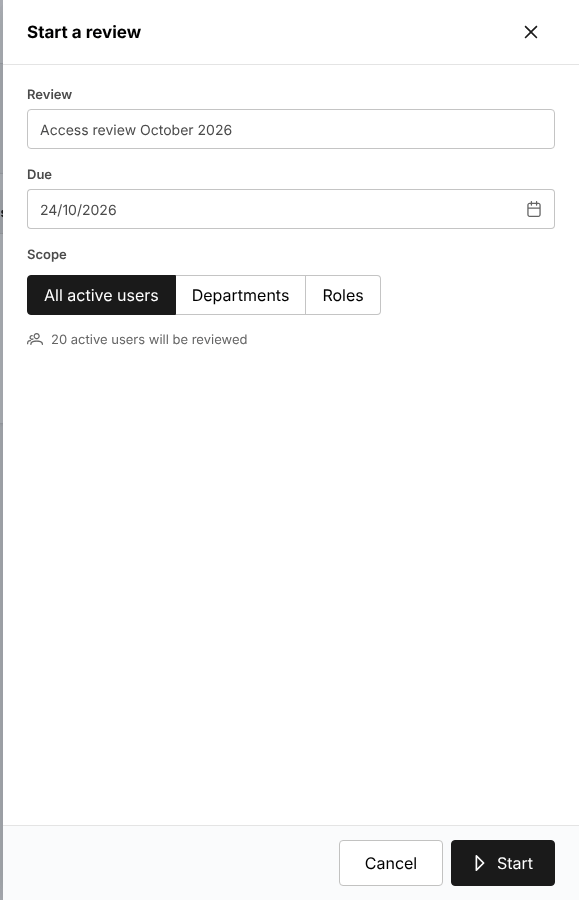 Start a review
Review
Access review October 2026
Due
24/10/2026
Scope
All active users Departments Roles
20 active users will be reviewed
Cancel Start